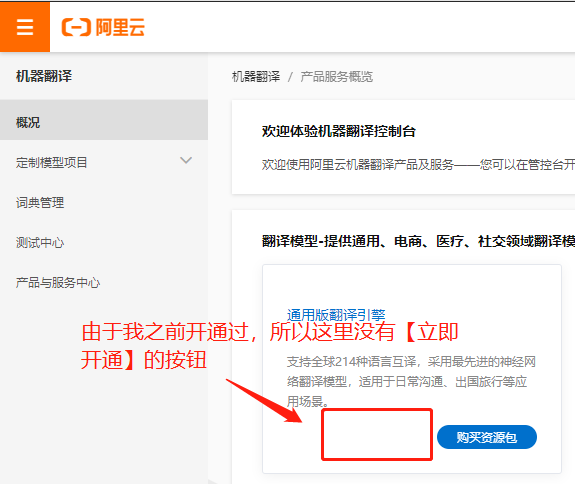 阿里云
机器翻译
机器翻译 / 产品服务概览
概况
欢迎体验机器翻译控制台
定制模型项目
欢迎使用阿里云机器翻译产品及服务——您可以在管控台开
词典管理
测试中心
翻译模型-提供通用、电商、医疗、社交领域翻译模
产品与服务中心
通用版翻译引擎
由于我之前开通过，所以这里没有【立即
开通】的按钮
支持全球214种语言互译，采用最先进的神经网
络翻译模型，适用于日常沟通、出国旅行等应
用场景。
购买资源包